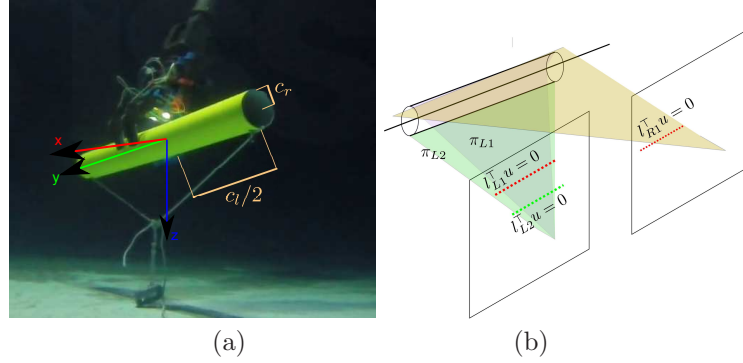 x
y
z
c_r
c_l/2
π_{L2}
π_{L1}
l_{L1}^⊤ u = 0
l_{L2}^⊤ u = 0
l_{R1}^⊤ u = 0
(a)
(b)